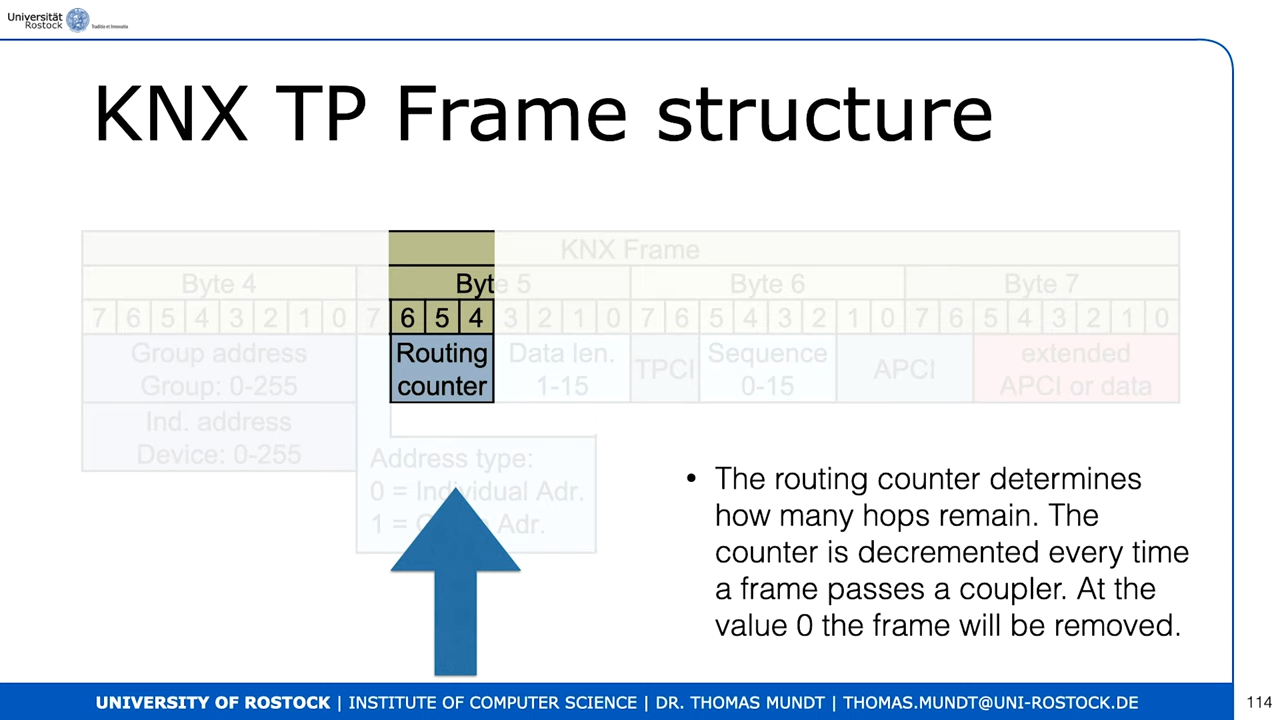 Universität
Rostock
Traditio et Innovatio
KNX TP Frame structure
KNX Frame
Byte 4 Byte 5 Byte 6 Byte 7
7 6 5 4 3 2 1 0 7 6 5 4 3 2 1 0 7 6 5 4 3 2 1 0 7 6 5 4 3 2 1 0
Group address
Group: 0-255
Routing
counter
Data len.
1-15
TPCI
Sequence
0-15
APCI
extended
APCI or data
Ind. address
Device: 0-255
Address type:
0 = Individual Adr.
1 = Adr.
• The routing counter determines
how many hops remain. The
counter is decremented every time
a frame passes a coupler. At the
value 0 the frame will be removed.
UNIVERSITY OF ROSTOCK | INSTITUTE OF COMPUTER SCIENCE | DR. THOMAS MUNDT | THOMAS.MUNDT@UNI-ROSTOCK.DE
114